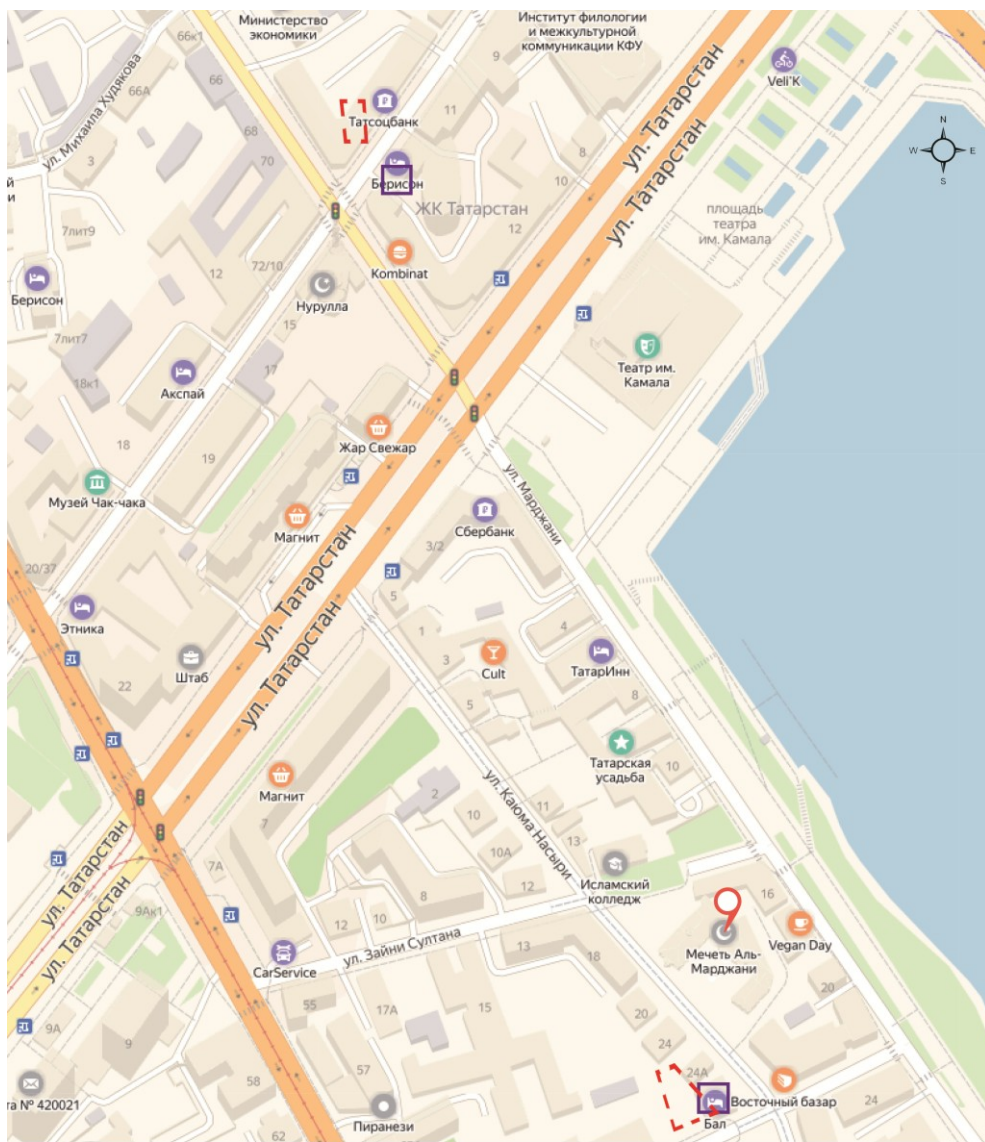 Министерство
экономики
Институт филологии
и межкультурной
коммуникации КФУ
66к1
66
66А
ул. Михаила Худякова
9
ул. Татарстан
Veli'K
Татсоцбанк
11
68
70
3
N
W
E
S
ул. Татарстан
8
10
Берисон
ЖК Татарстан
12
площадь
театра
им. Камала
7лит9
12
72/10
Kombinat
Нурулла
15
Берисон
7лит7
18к1
17
Театр им.
Камала
Акспай
18
19
Жар Свежар
Музей Чак-чака
Магнит
ул. Марджани
Сбербанк
3/2
20/37
ул. Татарстан
5
Этника
1
4
Штаб
3
Cult
ТатарИнн
22
ул. Татарстан
5
8
Татарская
усадьба
10
Магнит
7
2
ул. Каюма Насыри
11
13
10А
7А
12
Исламский
колледж
16
8
ул. Татарстан
9Ак1
12
10
ул. Зайни Султана
13
18
Мечеть Аль-
Марджани
Vegan Day
ул. Татарстан
CarService
55
17А
15
20
20
9А
9
24
57
58
24А
24
та № 420021
Пиранези
Восточный базар
Бал
62